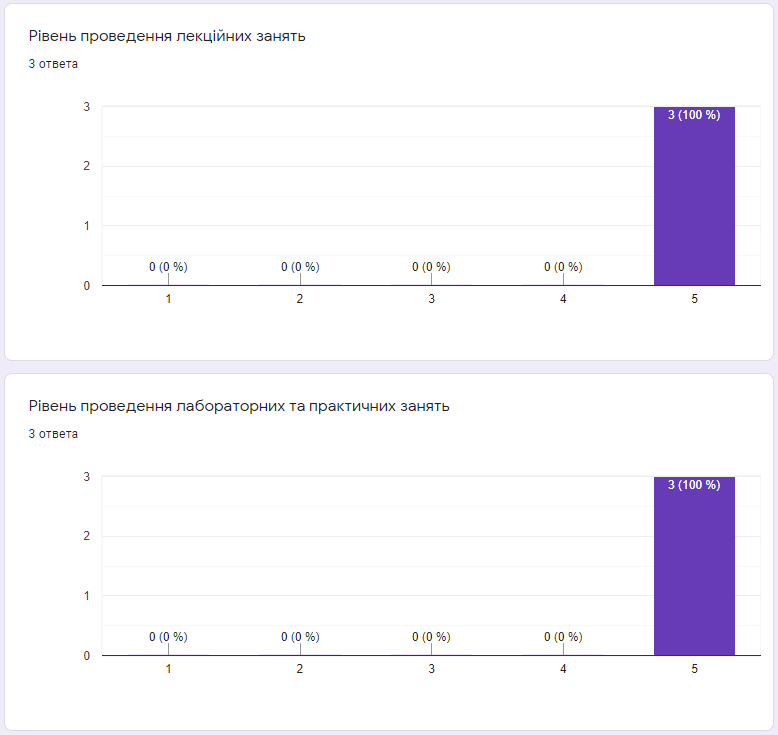 Рівень проведення лекційних занять
3 ответа
3
3 (100 %)
2
1
0 (0 %) 0 (0 %) 0 (0 %) 0 (0 %)
0
1 2 3 4 5
Рівень проведення лабораторних та практичних занять
3 ответа
3
3 (100 %)
2
1
0 (0 %) 0 (0 %) 0 (0 %) 0 (0 %)
0
1 2 3 4 5